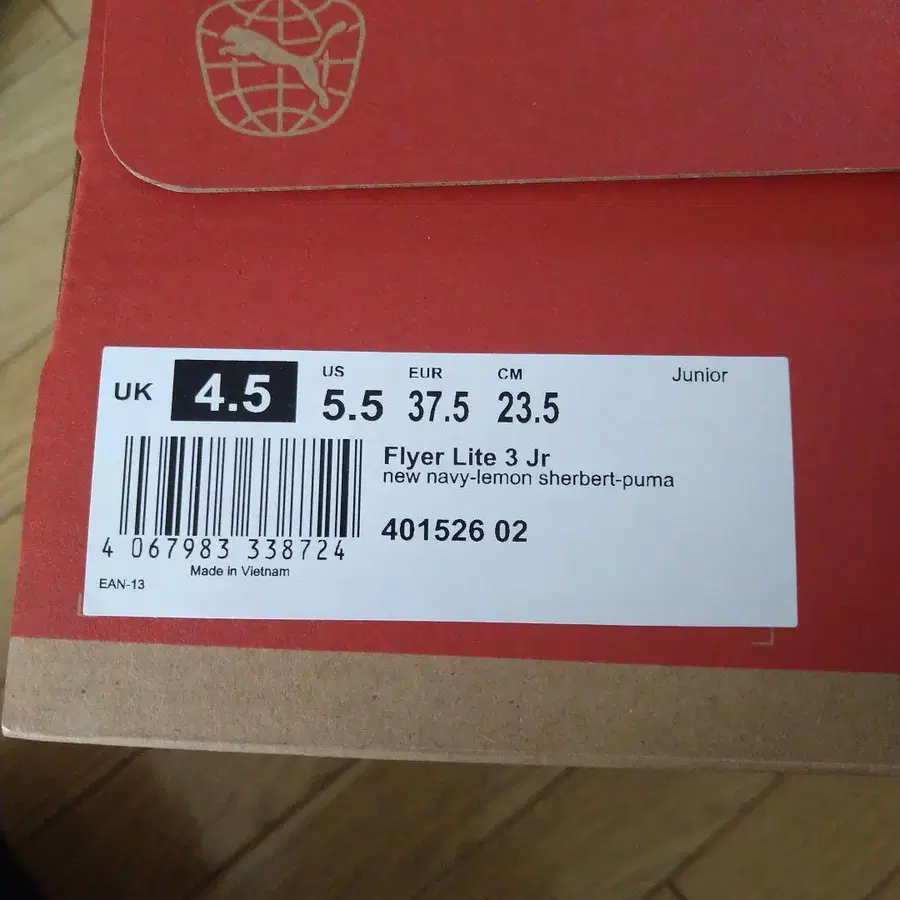 Junior
UK 4.5 US 5.5 EUR 37.5 CM 23.5
Flyer Lite 3 Jr
new navy-lemon sherbert-puma
401526 02
4 067983 338724
Made in Vietnam
EAN-13